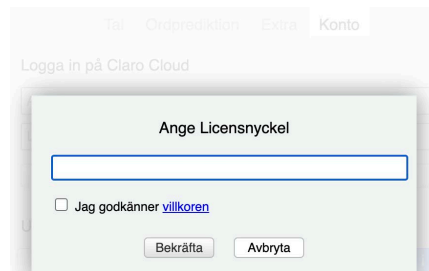 Tal Ordprediktion Extra Konto
Logga in på Claro Cloud
Ange Licensnyckel
Jag godkänner villkoren
Bekräfta Avbryta